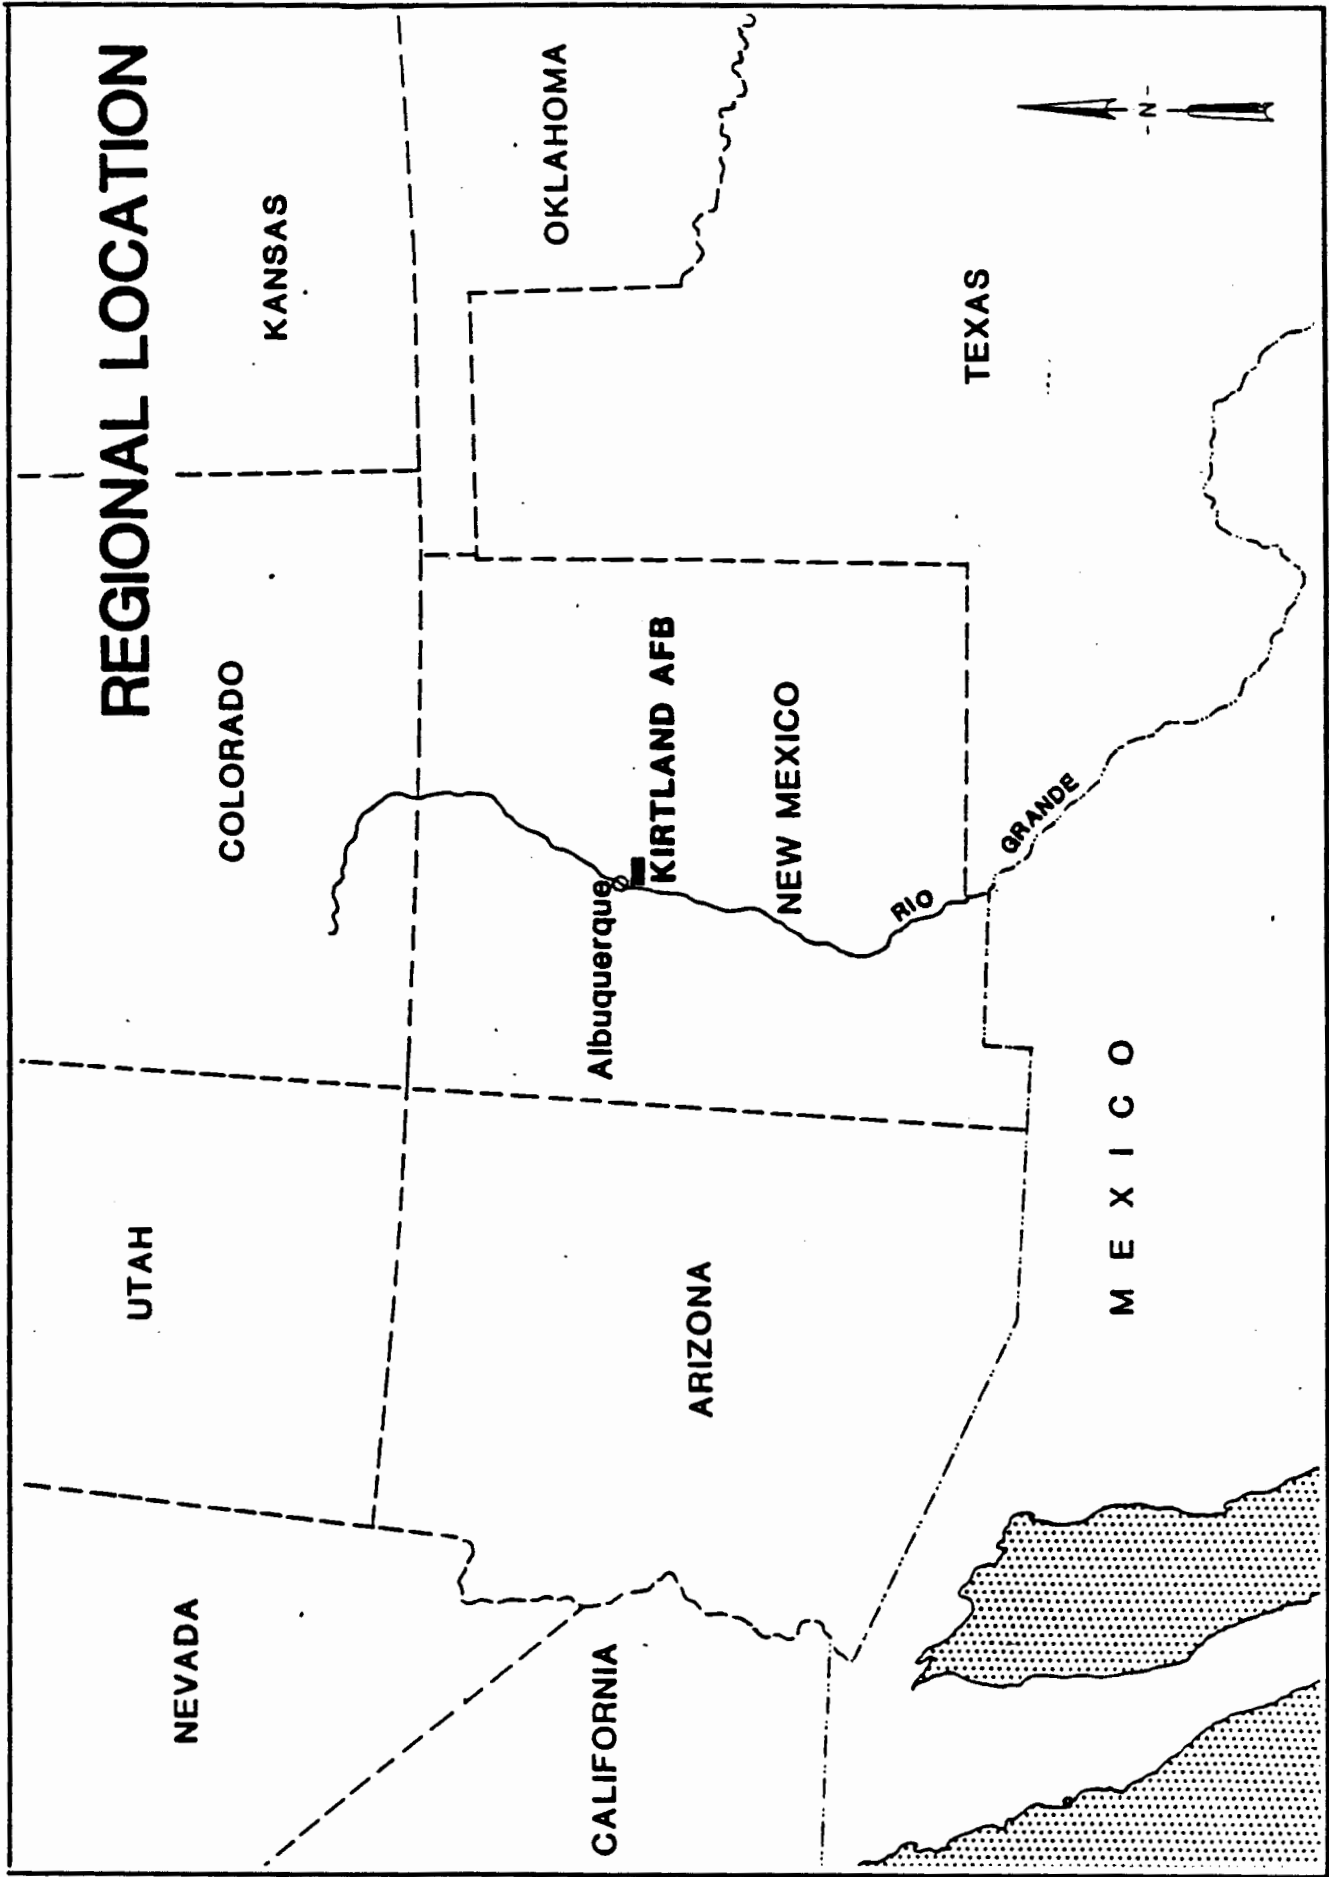 REGIONAL LOCATION
NEVADA
UTAH
COLORADO
KANSAS
OKLAHOMA
CALIFORNIA
ARIZONA
Albuquerque
KIRTLAND AFB
NEW MEXICO
TEXAS
RIO GRANDE
MEXICO
N